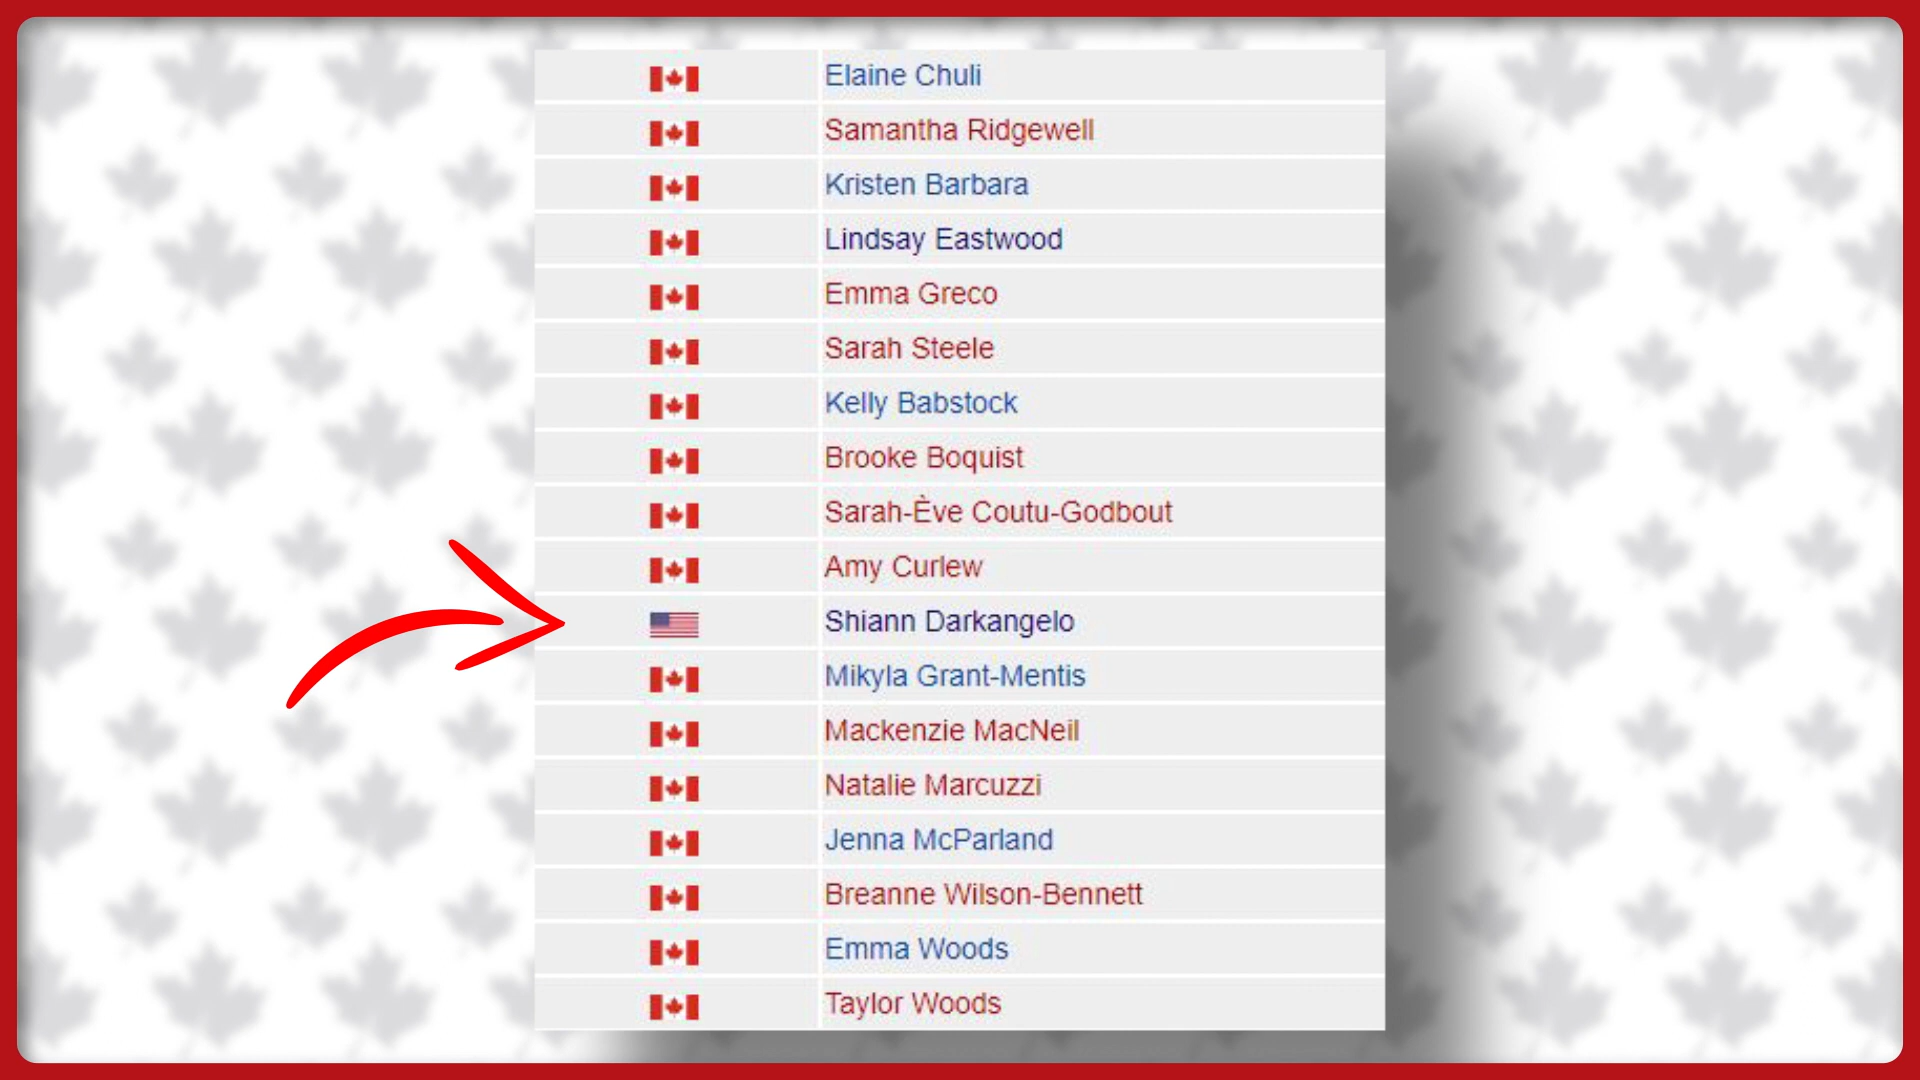 Elaine Chuli
Samantha Ridgewell
Kristen Barbara
Lindsay Eastwood
Emma Greco
Sarah Steele
Kelly Babstock
Brooke Boquist
Sarah-Ève Coutu-Godbout
Amy Curlew
Shiann Darkangelo
Mikyla Grant-Mentis
Mackenzie MacNeil
Natalie Marcuzzi
Jenna McParland
Breanne Wilson-Bennett
Emma Woods
Taylor Woods